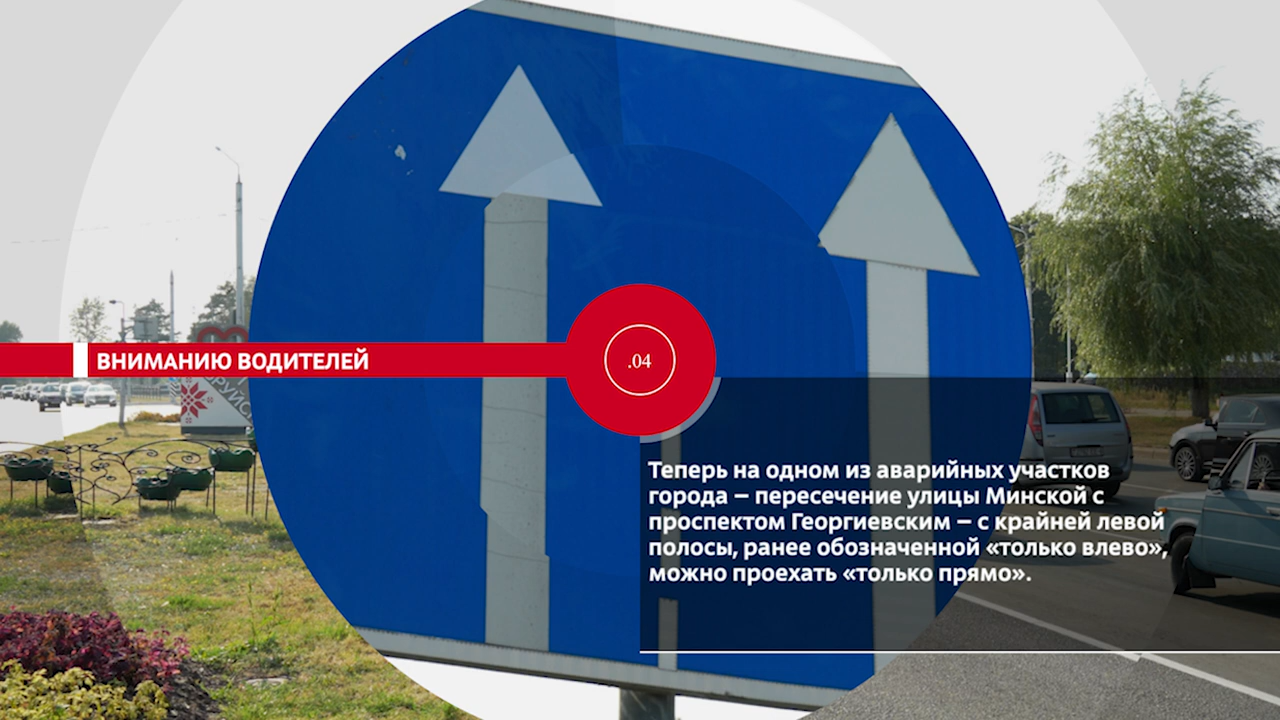 ВНИМАНИЮ ВОДИТЕЛЕЙ
.04
Теперь на одном из аварийных участков
города – пересечение улицы Минской с
проспектом Георгиевским – с крайней левой
полосы, ранее обозначенной «только влево»,
можно проехать «только прямо».